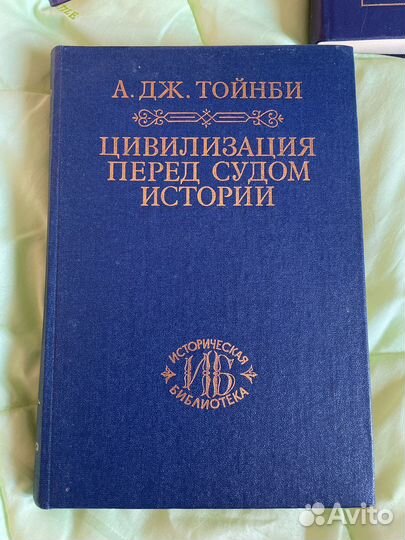 А. ДЖ. ТОЙНБИ
ЦИВИЛИЗАЦИЯ
ПЕРЕД СУДОМ
ИСТОРИИ
ИСТОРИЧЕСКАЯ
ИБ
БИБЛИОТЕКА
Avito